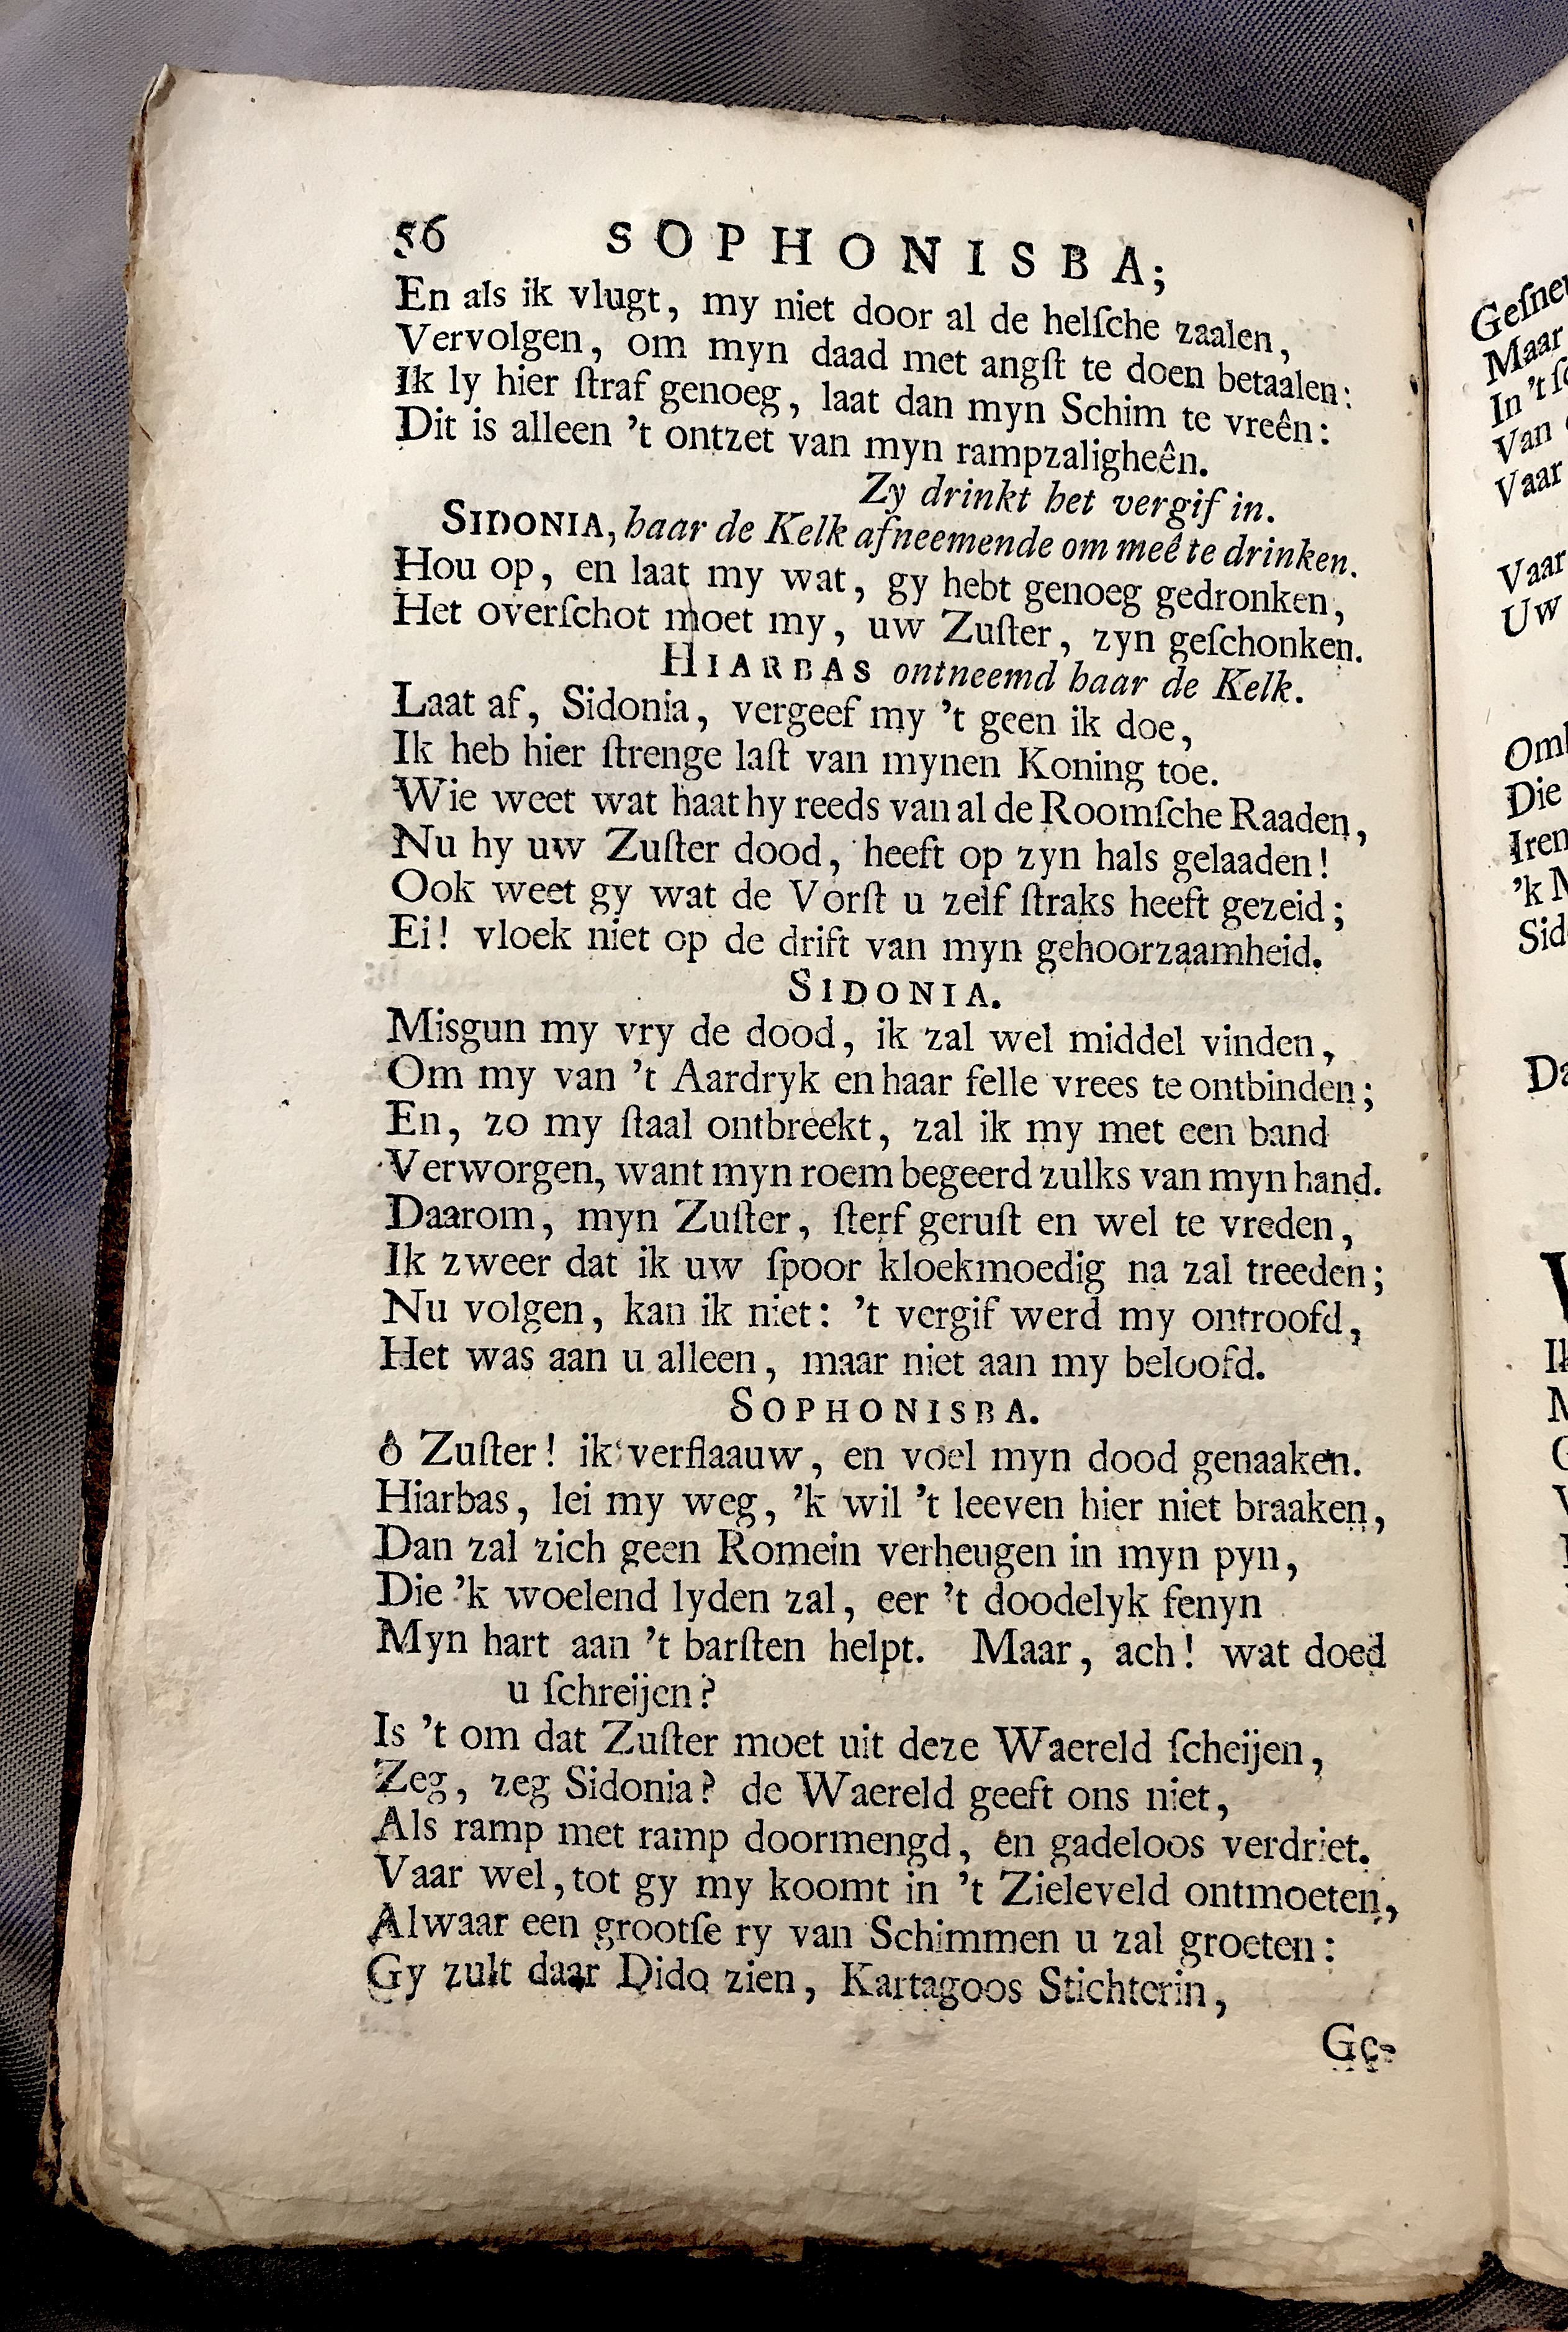 56 SOPHONISBA;
En als ik vlugt, my niet door al de helſche zaalen,
Vervolgen, om myn daad met angſt te doen betaalen:
Ik ly hier ſtraf genoeg, laat dan myn Schim te vreên:
Dit is alleen 't ontzet van myn rampzaligheên.
Zy drinkt het vergif in.
SIDONIA, haar de Kelk afneemende om meê te drinken.
Hou op, en laat my wat, gy hebt genoeg gedronken,
Het overſchot moet my, uw Zuſter, zyn geſchonken.
HIARBAS ontneemd haar de Kelk.
Laat af, Sidonia, vergeef my 't geen ik doe,
Ik heb hier ſtrenge laſt van mynen Koning toe.
Wie weet wat haat hy reeds van al de Roomſche Raaden,
Nu hy uw Zuſter dood, heeft op zyn hals gelaaden!
Ook weet gy wat de Vorſt u zelf ſtraks heeft gezeid;
Ei! vloek niet op de drift van myn gehoorzaamheid.
SIDONIA.
Misgun my vry de dood, ik zal wel middel vinden,
Om my van 't Aardryk en haar felle vrees te ontbinden;
En, zo my ſtaal ontbreekt, zal ik my met een band
Verworgen, want myn roem begeerd zulks van myn hand.
Daarom, myn Zuſter, ſterf geruſt en wel te vreden,
Ik zweer dat ik uw ſpoor kloekmoedig na zal treeden;
Nu volgen, kan ik niet: 't vergif werd my ontroofd,
Het was aan u alleen, maar niet aan my beloofd.
SOPHONISBA.
ô Zuſter! ik verflaauw, en voel myn dood genaaken.
Hiarbas, lei my weg, 'k wil 't leeven hier niet braaken,
Dan zal zich geen Romein verheugen in myn pyn,
Die 'k woelend lyden zal, eer 't doodelyk fenyn
Myn hart aan 't barſten helpt. Maar, ach! wat doed
u ſchreijen?
Is 't om dat Zuſter moet uit deze Waereld ſcheijen,
Zeg, zeg Sidonia? de Waereld geeft ons niet,
Als ramp met ramp doormengd, en gadeloos verdriet.
Vaar wel, tot gy my koomt in 't Zieleveld ontmoeten,
Alwaar een grootſe ry van Schimmen u zal groeten:
Gy zult daar Dido zien, Kartagoos Stichterin,
Ge-
Maar
In 't
Van
Vaar
Vaar
Uw
Die
'k